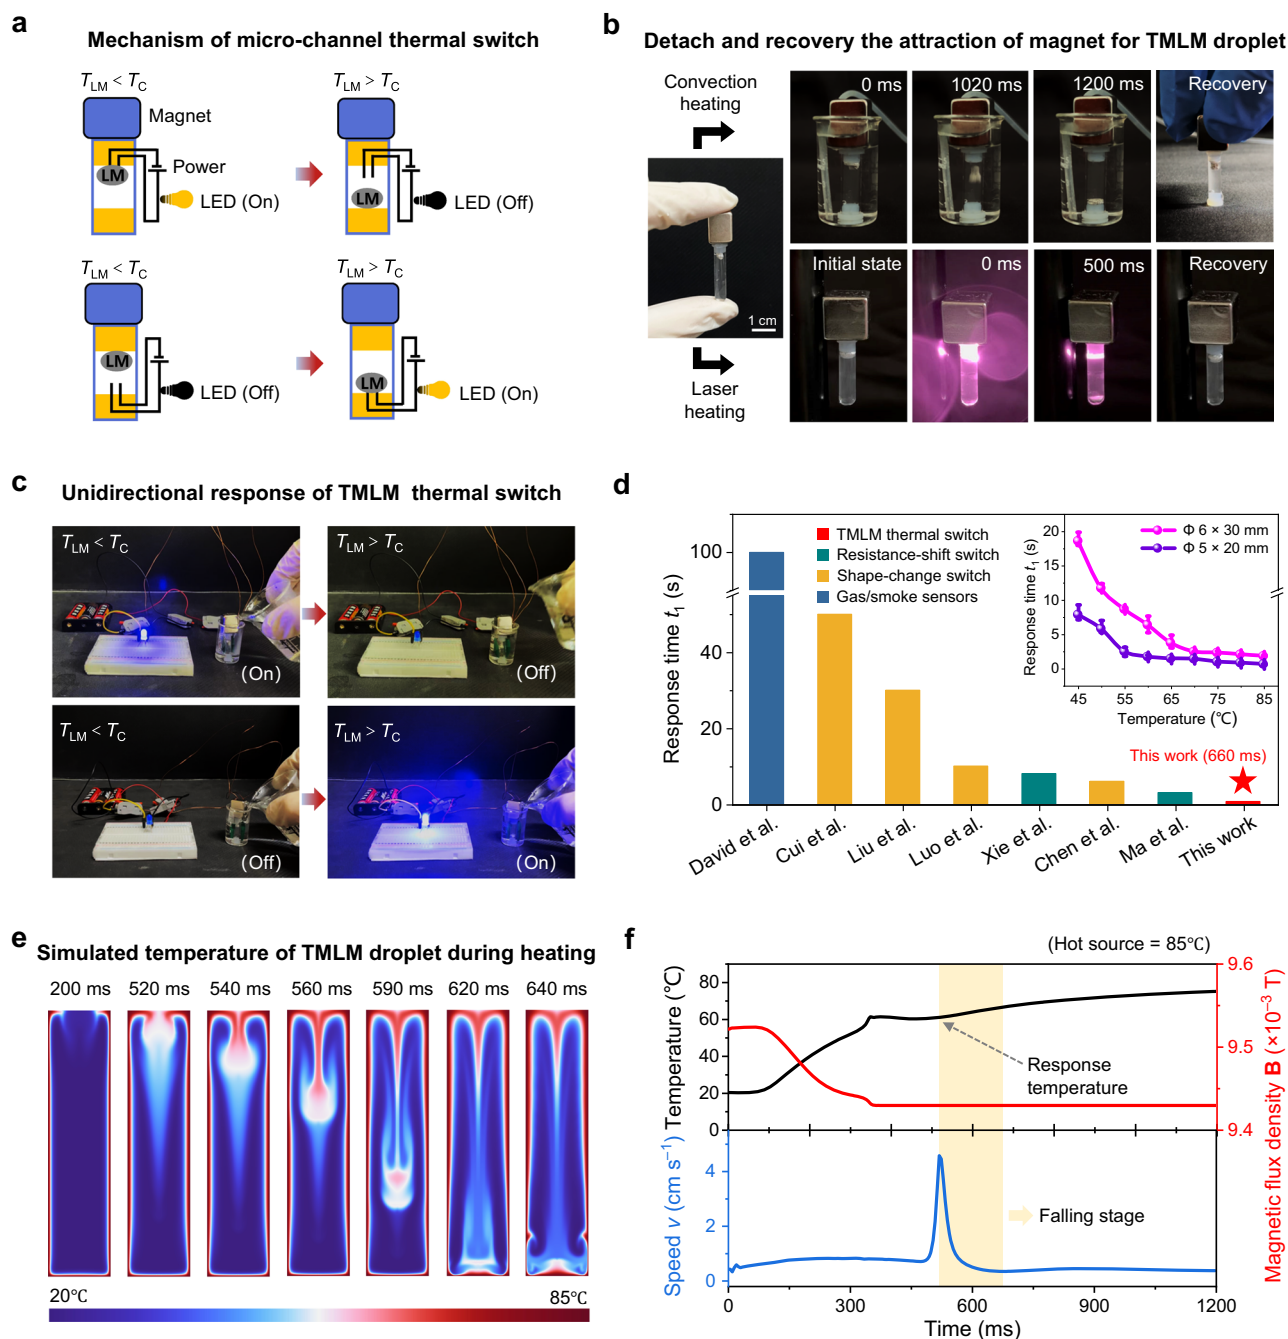 a
Mechanism of micro-channel thermal switch
T_LM < T_C
T_LM > T_C
Magnet
Power
LM
LED (On)
LM
LED (Off)
T_LM < T_C
T_LM > T_C
LM
LED (Off)
LM
LED (On)
b
Detach and recovery the attraction of magnet for TMLM droplet
Convection
heating
0 ms
1020 ms
1200 ms
Recovery
1 cm
Laser
heating
Initial state
0 ms
500 ms
Recovery
c
Unidirectional response of TMLM thermal switch
T_LM < T_C
(On)
T_LM > T_C
(Off)
T_LM < T_C
(Off)
T_LM > T_C
(On)
d
Response time t₁ (s)
100
40
20
0
TMLM thermal switch
Resistance-shift switch
Shape-change switch
Gas/smoke sensors
Response time t₁ (s)
20
15
10
5
0
Φ 6 × 30 mm
Φ 5 × 20 mm
45 55 65 75 85
Temperature (℃)
This work (660 ms)
David et al.
Cui et al.
Liu et al.
Luo et al.
Xie et al.
Chen et al.
Ma et al.
This work
e
Simulated temperature of TMLM droplet during heating
200 ms 520 ms 540 ms 560 ms 590 ms 620 ms 640 ms
20℃
85℃
f
(Hot source = 85℃)
Temperature (℃)
80
60
40
20
0
Magnetic flux density B (×10⁻³ T)
9.6
9.5
9.4
Response
temperature
Speed v (cm s⁻¹)
4
2
0
Falling stage
0 300 600 900 1200
Time (ms)